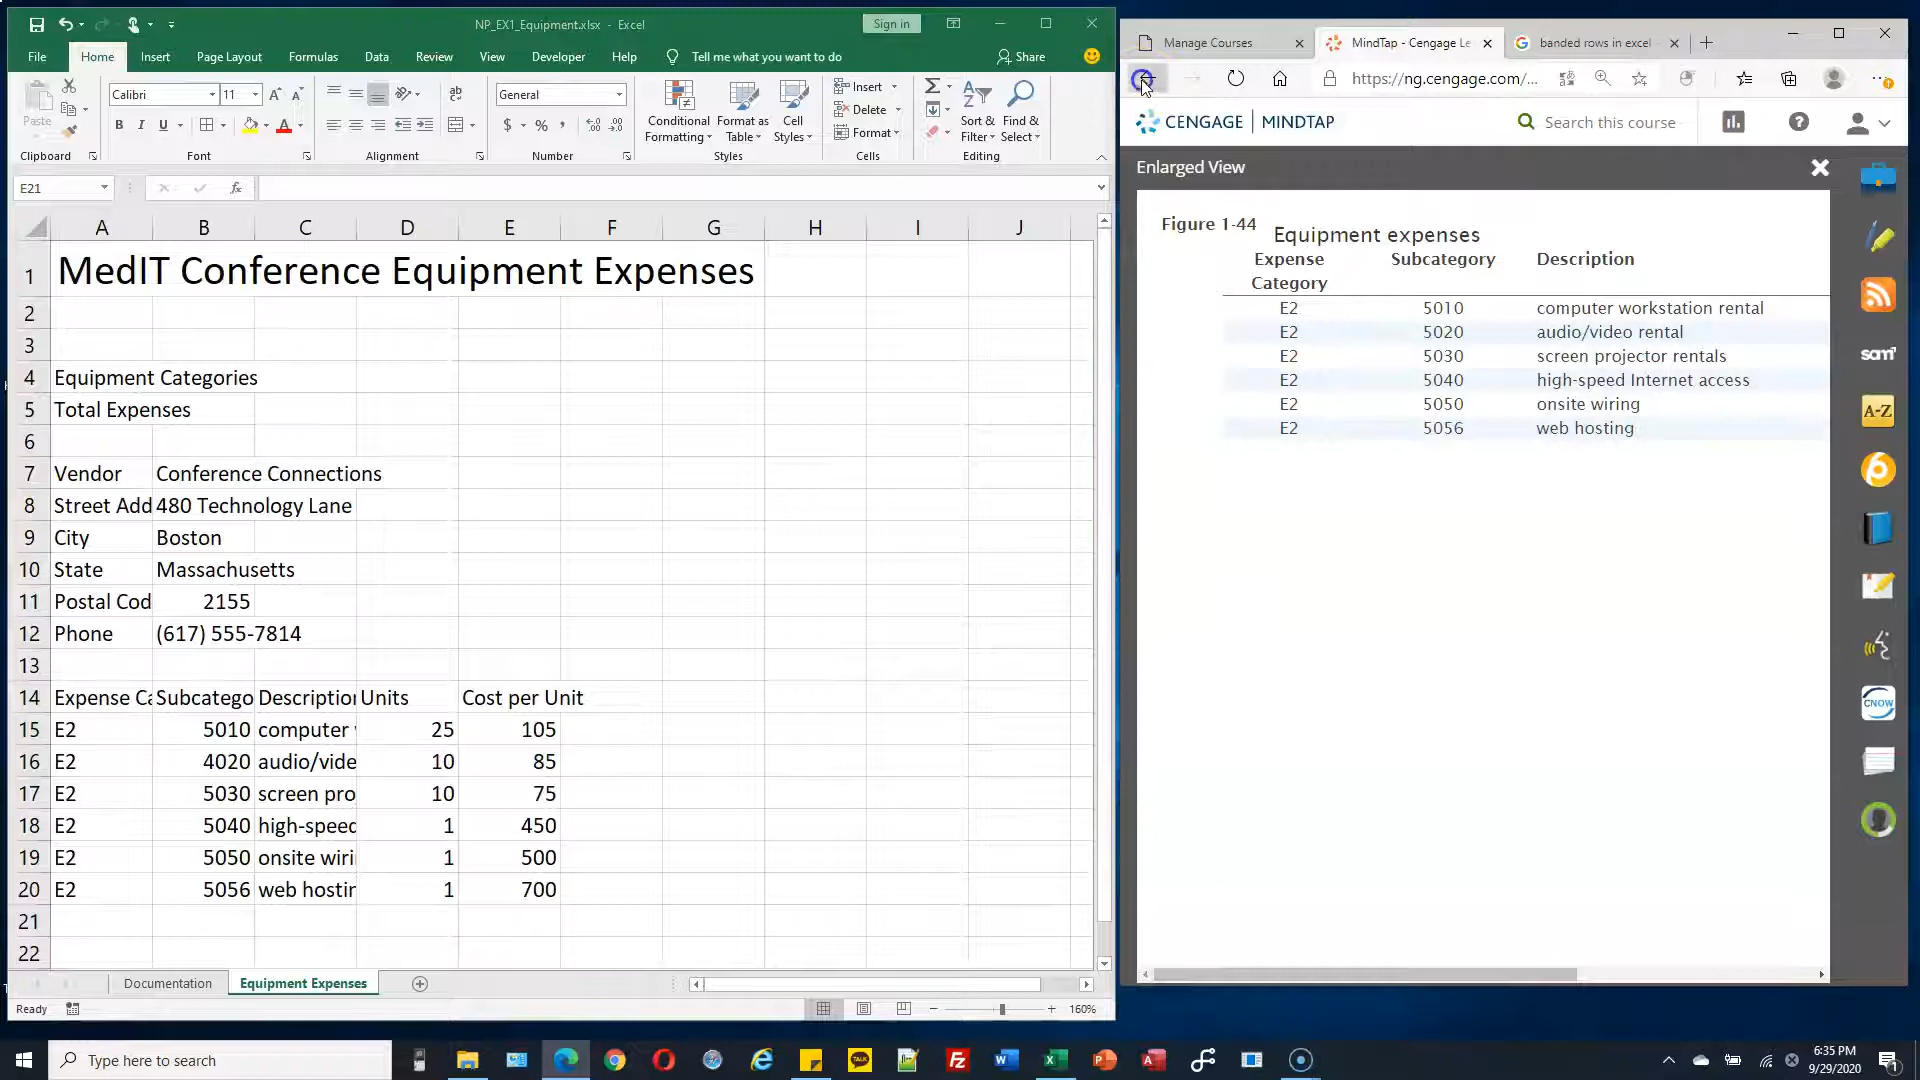 NP_EX1_Equipment.xlsx - Excel
Sign in
File Home Insert Page Layout Formulas Data Review View Developer Help Tell me what you want to do Share
Paste
Calibri 11 General
B I U
Conditional Formatting
Format as Table
Cell Styles
Insert
Delete
Format
Sort & Filter
Find & Select
Clipboard Font Alignment Number Styles Cells Editing
E21 fx
A B C D E F G H I J
1 MedIT Conference Equipment Expenses
2
3
4 Equipment Categories
5 Total Expenses
6
7 Vendor Conference Connections
8 Street Add 480 Technology Lane
9 City Boston
10 State Massachusetts
11 Postal Cod 2155
12 Phone (617) 555-7814
13
14 Expense Ca Subcatego Description Units Cost per Unit
15 E2 5010 computer 25 105
16 E2 4020 audio/vide 10 85
17 E2 5030 screen pro 10 75
18 E2 5040 high-speed 1 450
19 E2 5050 onsite wiri 1 500
20 E2 5056 web hostin 1 700
21
22
Documentation Equipment Expenses
Ready 160%
Manage Courses MindTap - Cengage Le banded rows in excel
https://ng.cengage.com/...
CENGAGE | MINDTAP Search this course
Enlarged View
Figure 1-44
Equipment expenses
Expense Category Subcategory Description
E2 5010 computer workstation rental
E2 5020 audio/video rental
E2 5030 screen projector rentals
E2 5040 high-speed Internet access
E2 5050 onsite wiring
E2 5056 web hosting
sam
A-Z
CNOW
Type here to search
6:35 PM
9/29/2020